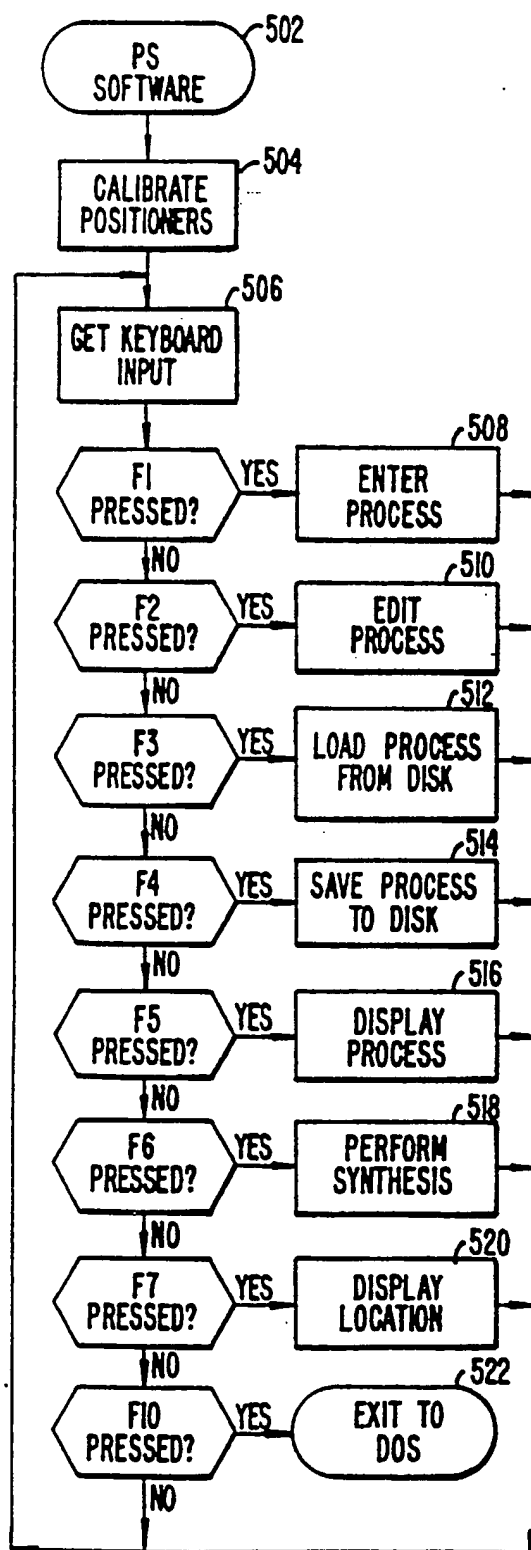 502
PS
SOFTWARE
504
CALIBRATE
POSITIONERS
506
GET KEYBOARD
INPUT
F1
PRESSED?
YES
508
ENTER
PROCESS
NO
F2
PRESSED?
YES
510
EDIT
PROCESS
NO
F3
PRESSED?
YES
512
LOAD PROCESS
FROM DISK
NO
F4
PRESSED?
YES
514
SAVE PROCESS
TO DISK
NO
F5
PRESSED?
YES
516
DISPLAY
PROCESS
NO
F6
PRESSED?
YES
518
PERFORM
SYNTHESIS
NO
F7
PRESSED?
YES
520
DISPLAY
LOCATION
NO
F10
PRESSED?
YES
522
EXIT TO
DOS
NO